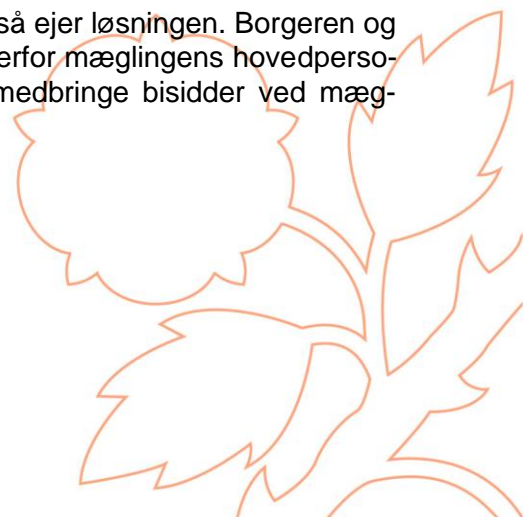 så ejer løsningen. Borgeren og
erfor mæglingens hovedperso-
medbringe bisidder ved mæg-